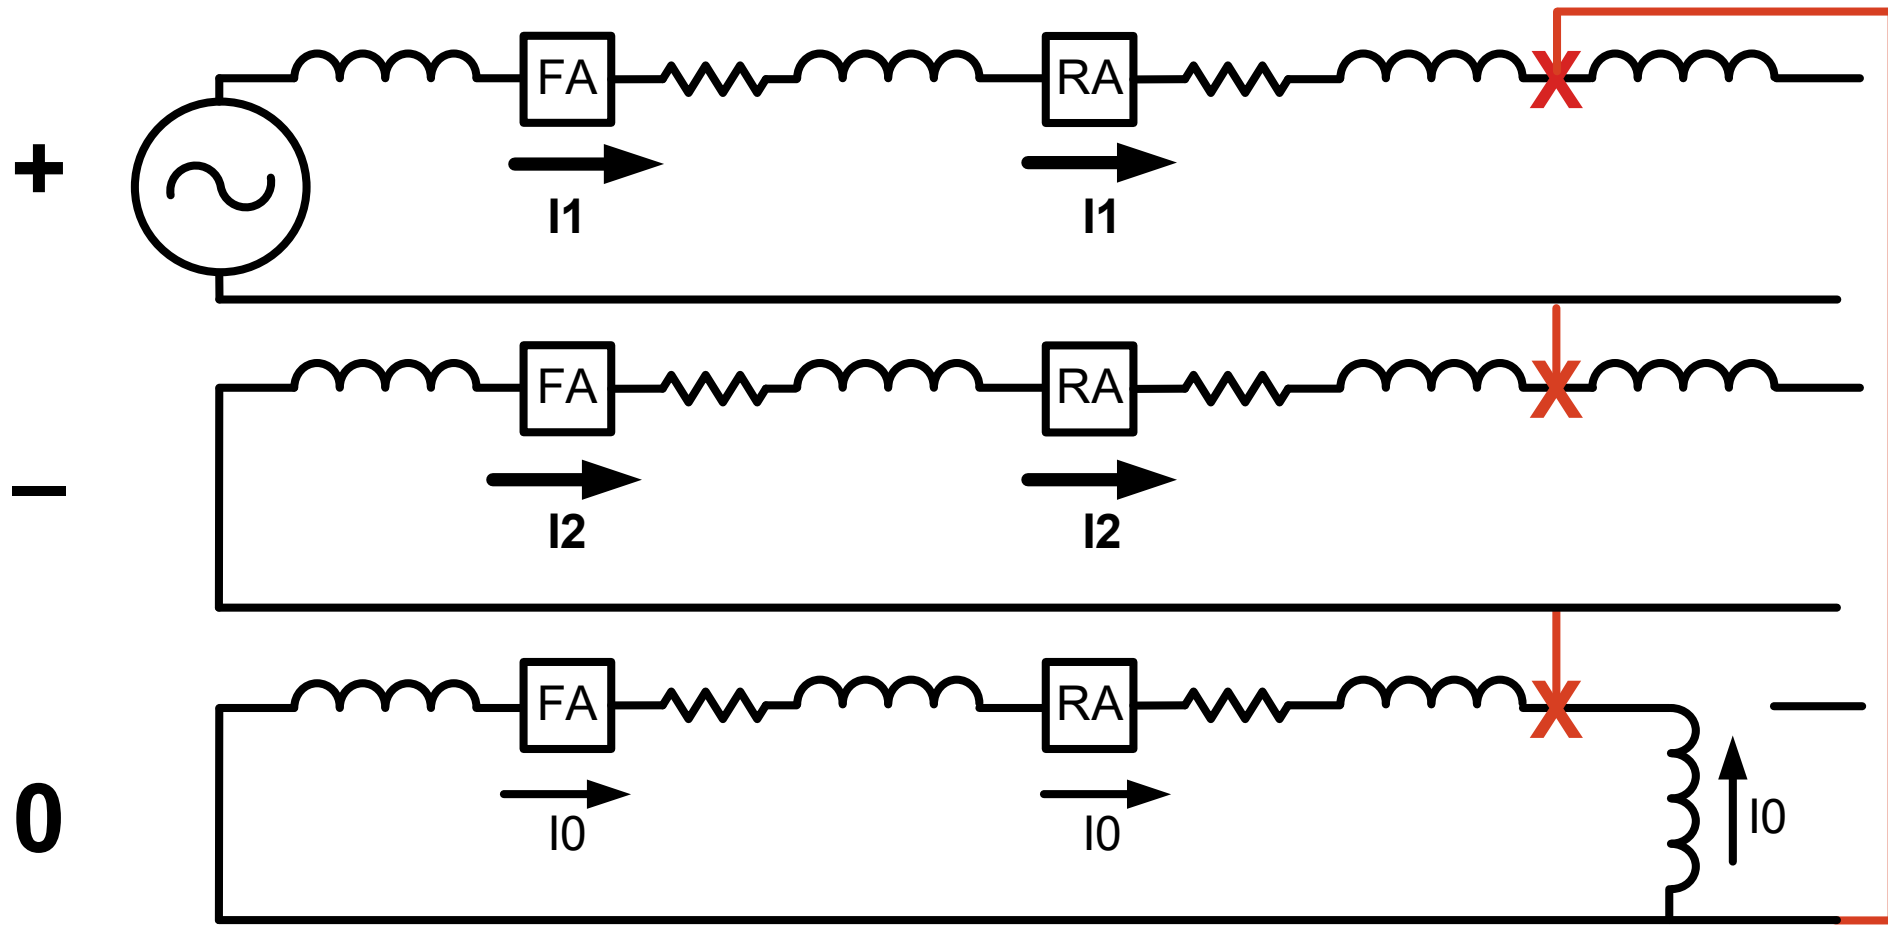 FA RA X
+
I1 I1
FA RA X
–
I2 I2
FA RA X
0
I0 I0 I0